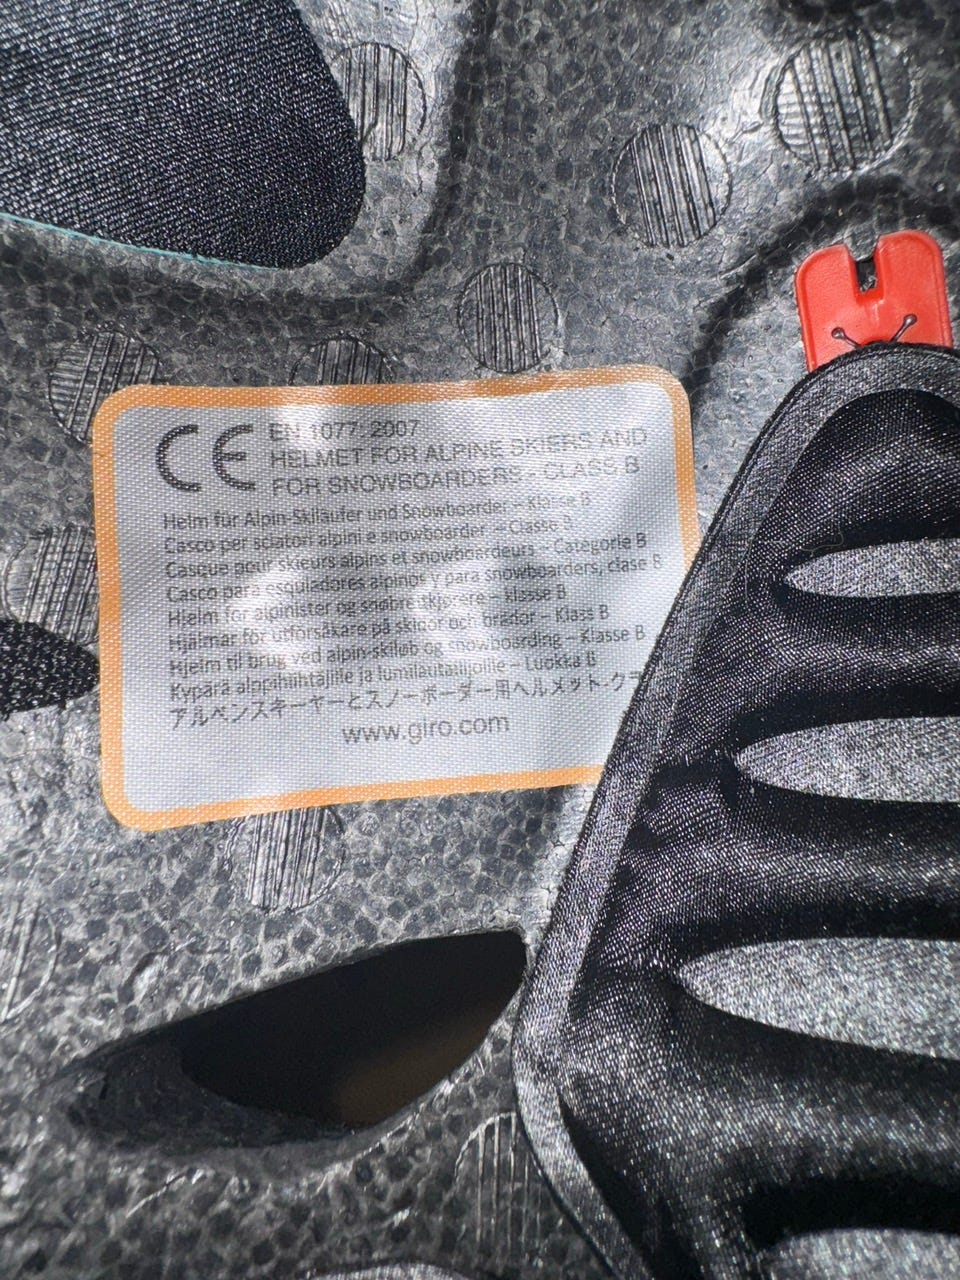 CE EN 1077: 2007
HELMET FOR ALPINE SKIERS AND
FOR SNOWBOARDERS - CLASS B
Helm für Alpin-Skiläufer und Snowboarder – Klasse B
Casco per sciatori alpini e snowboarder – Classe B
Casque pour skieurs alpins et snowboardeurs – Catégorie B
Casco para esquiadores alpinos y para snowboarders, clase B
Hjelm for alpinister og – klasse B
Hjälmar för utförsåkare på skidor och brädor – Klass B
Hjelm til brug ved alpin-skiløb og snowboarding – Klasse B
Kypärä alppihiihtäjille ja lumilautailijoille – Luokka B
アルペンスキーヤーとスノーボーダー用ヘルメット-ク
www.giro.com